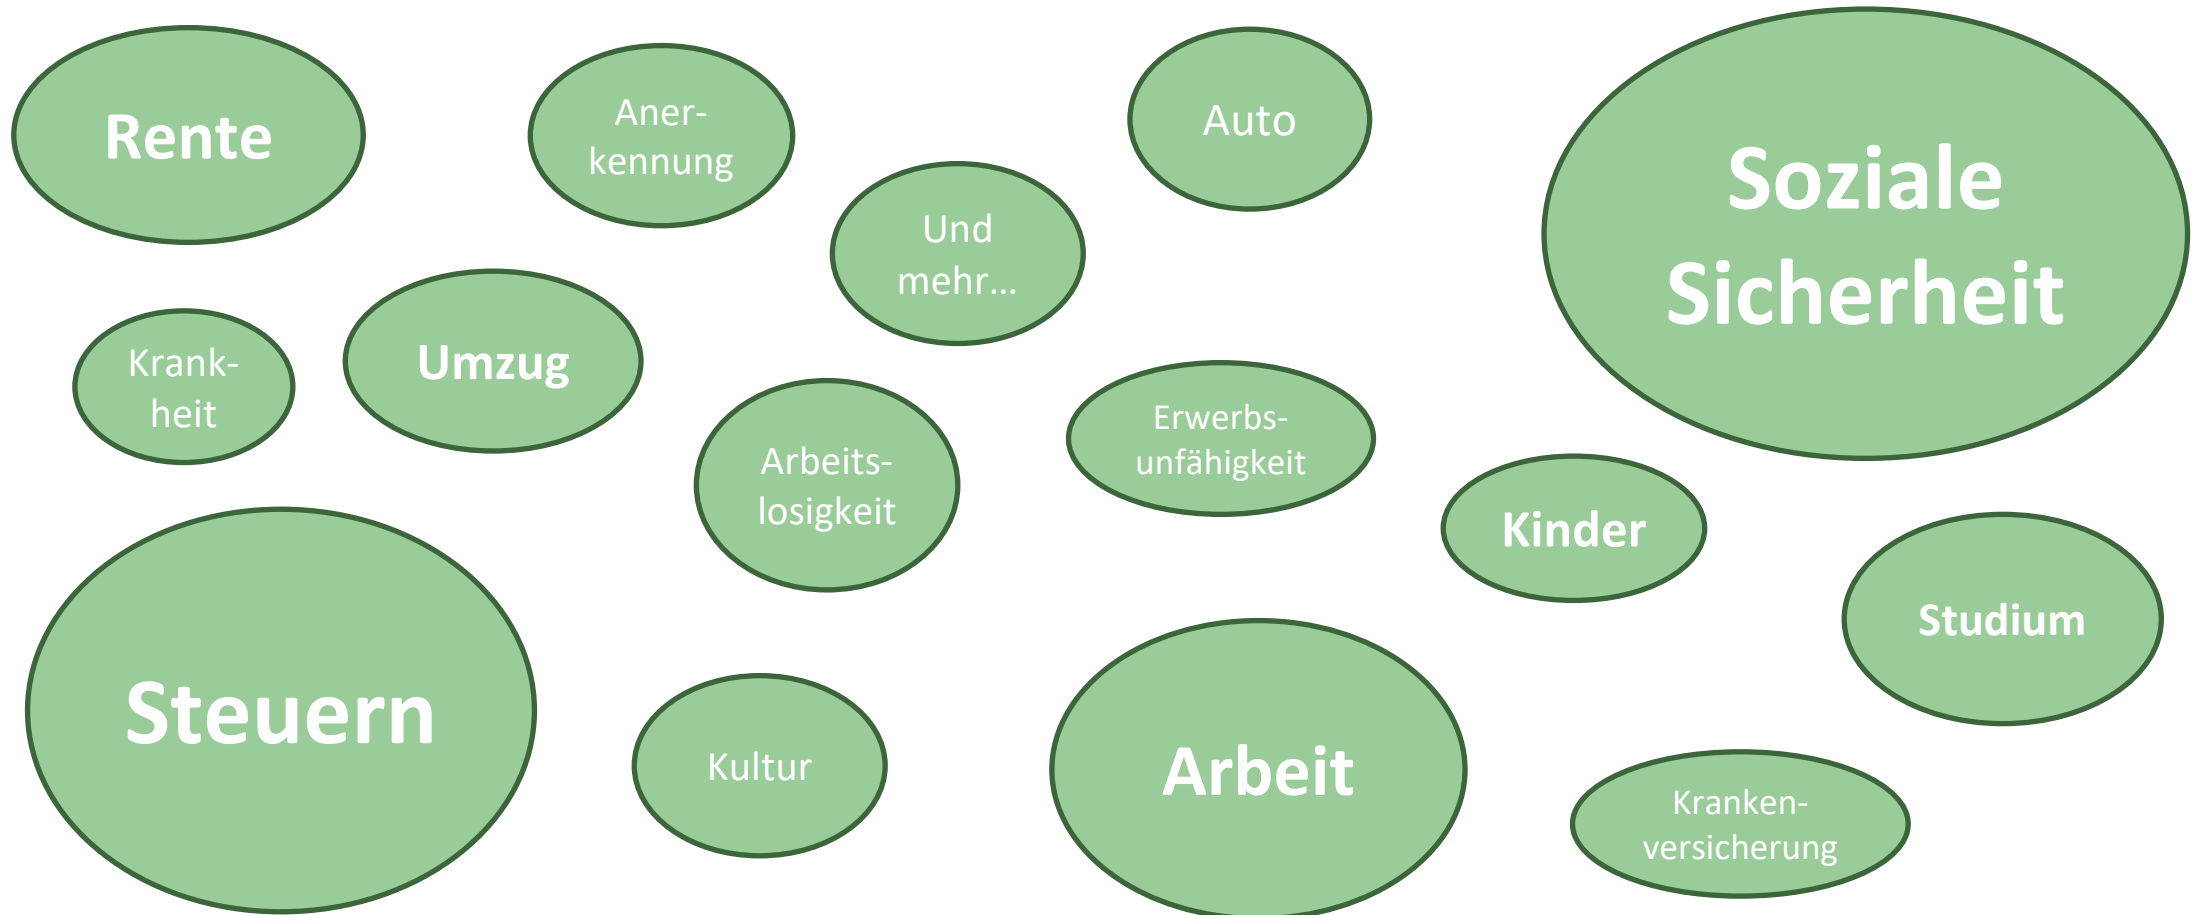 Rente
Aner-
kennung
Auto
Soziale
Sicherheit
Und
mehr...
Krank-
heit
Umzug
Arbeits-
losigkeit
Erwerbs-
unfähigkeit
Kinder
Studium
Steuern
Kultur
Arbeit
Kranken-
versicherung